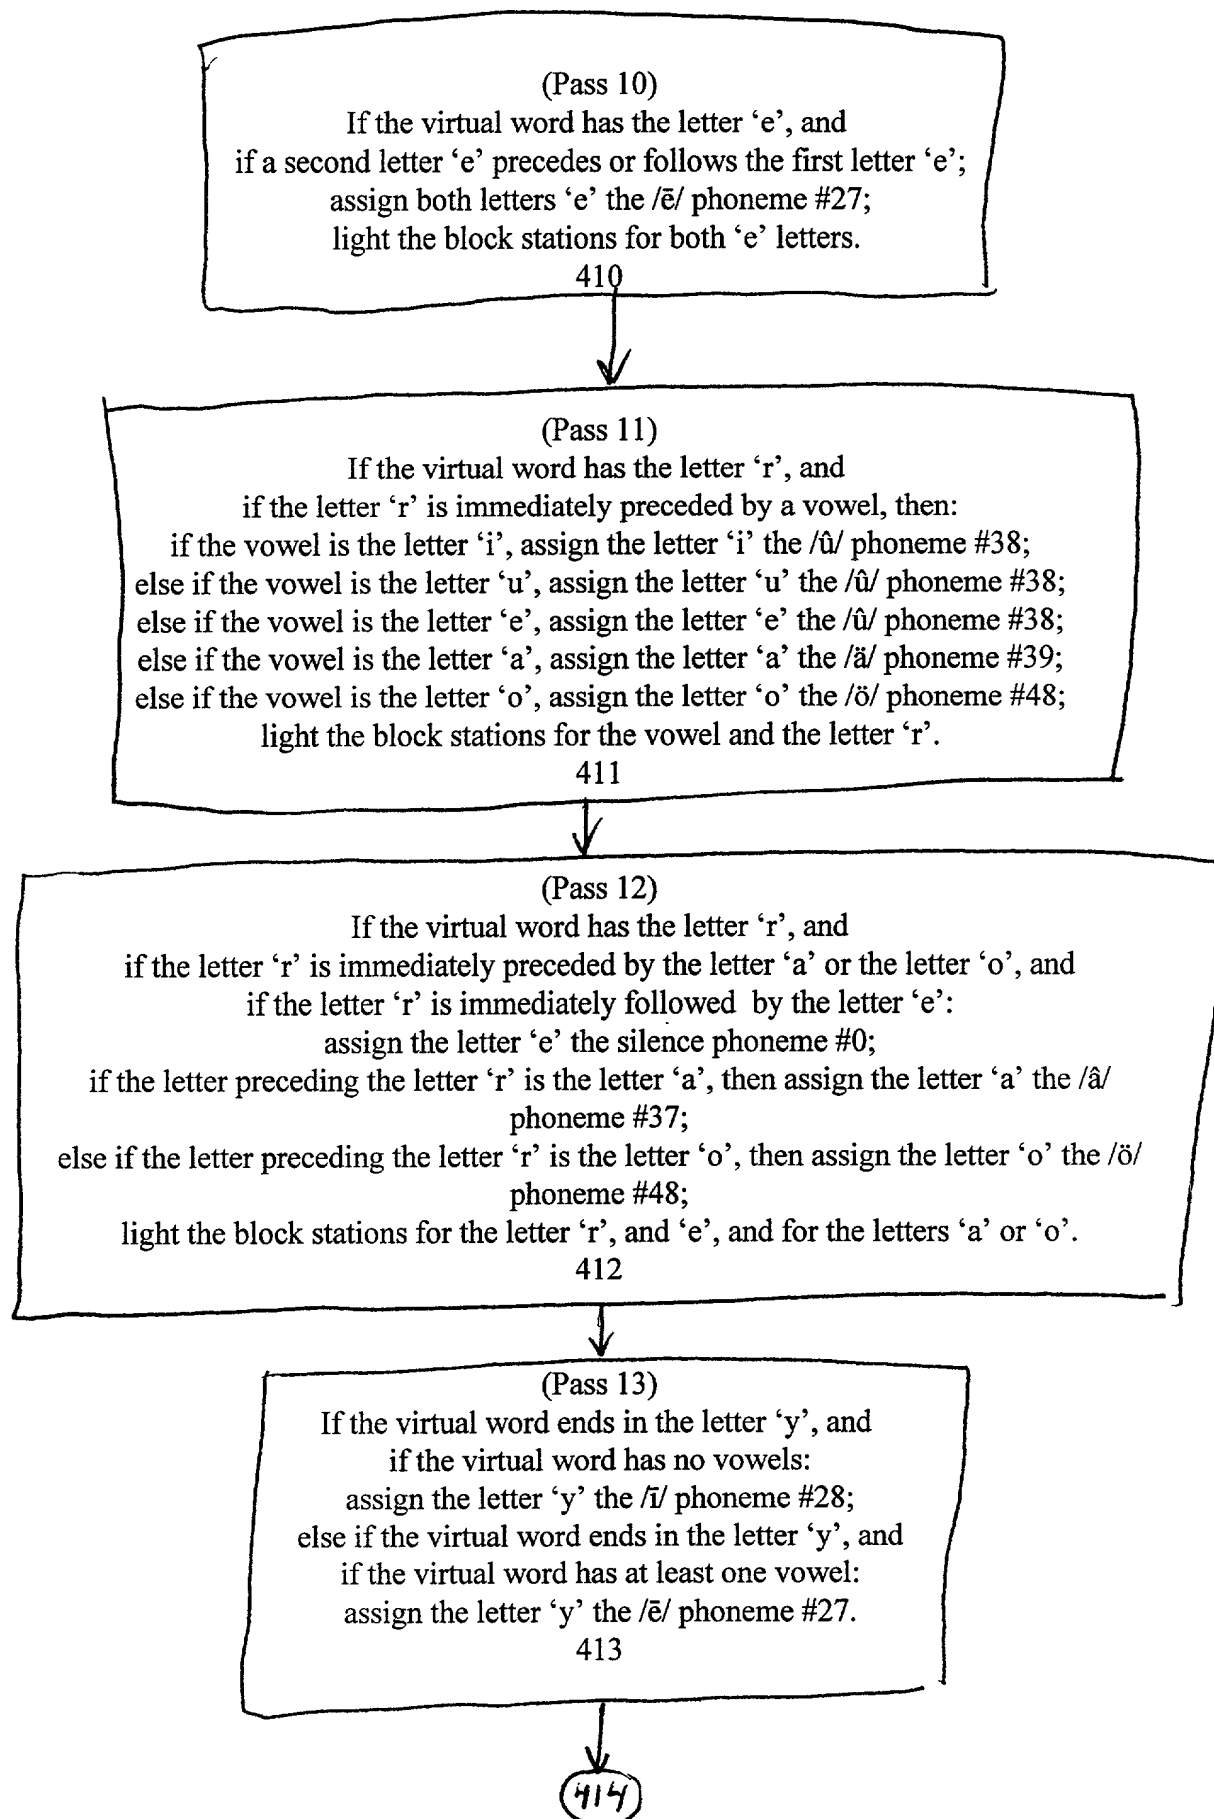 (Pass 10)
If the virtual word has the letter ‘e’, and
if a second letter ‘e’ precedes or follows the first letter ‘e’;
assign both letters ‘e’ the /ē/ phoneme #27;
light the block stations for both ‘e’ letters.
410
(Pass 11)
If the virtual word has the letter ‘r’, and
if the letter ‘r’ is immediately preceded by a vowel, then:
if the vowel is the letter ‘i’, assign the letter ‘i’ the /û/ phoneme #38;
else if the vowel is the letter ‘u’, assign the letter ‘u’ the /û/ phoneme #38;
else if the vowel is the letter ‘e’, assign the letter ‘e’ the /û/ phoneme #38;
else if the vowel is the letter ‘a’, assign the letter ‘a’ the /ä/ phoneme #39;
else if the vowel is the letter ‘o’, assign the letter ‘o’ the /ö/ phoneme #48;
light the block stations for the vowel and the letter ‘r’.
411
(Pass 12)
If the virtual word has the letter ‘r’, and
if the letter ‘r’ is immediately preceded by the letter ‘a’ or the letter ‘o’, and
if the letter ‘r’ is immediately followed by the letter ‘e’:
assign the letter ‘e’ the silence phoneme #0;
if the letter preceding the letter ‘r’ is the letter ‘a’, then assign the letter ‘a’ the /â/
phoneme #37;
else if the letter preceding the letter ‘r’ is the letter ‘o’, then assign the letter ‘o’ the /ö/
phoneme #48;
light the block stations for the letter ‘r’, and ‘e’, and for the letters ‘a’ or ‘o’.
412
(Pass 13)
If the virtual word ends in the letter ‘y’, and
if the virtual word has no vowels:
assign the letter ‘y’ the /ī/ phoneme #28;
else if the virtual word ends in the letter ‘y’, and
if the virtual word has at least one vowel:
assign the letter ‘y’ the /ē/ phoneme #27.
413
414